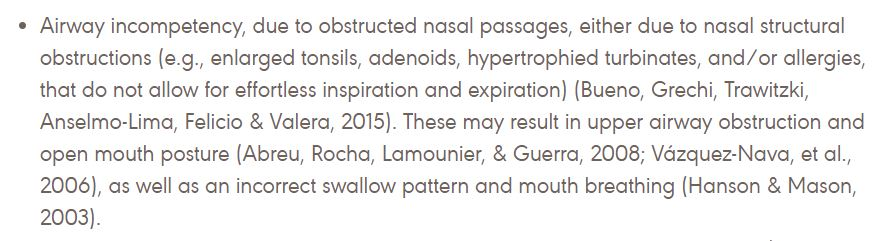 • Airway incompetency, due to obstructed nasal passages, either due to nasal structural
obstructions (e.g., enlarged tonsils, adenoids, hypertrophied turbinates, and/or allergies,
that do not allow for effortless inspiration and expiration) (Bueno, Grechi, Trawitzki,
Anselmo-Lima, Felicio & Valera, 2015). These may result in upper airway obstruction and
open mouth posture (Abreu, Rocha, Lamounier, & Guerra, 2008; Vázquez-Nava, et al.,
2006), as well as an incorrect swallow pattern and mouth breathing (Hanson & Mason,
2003).